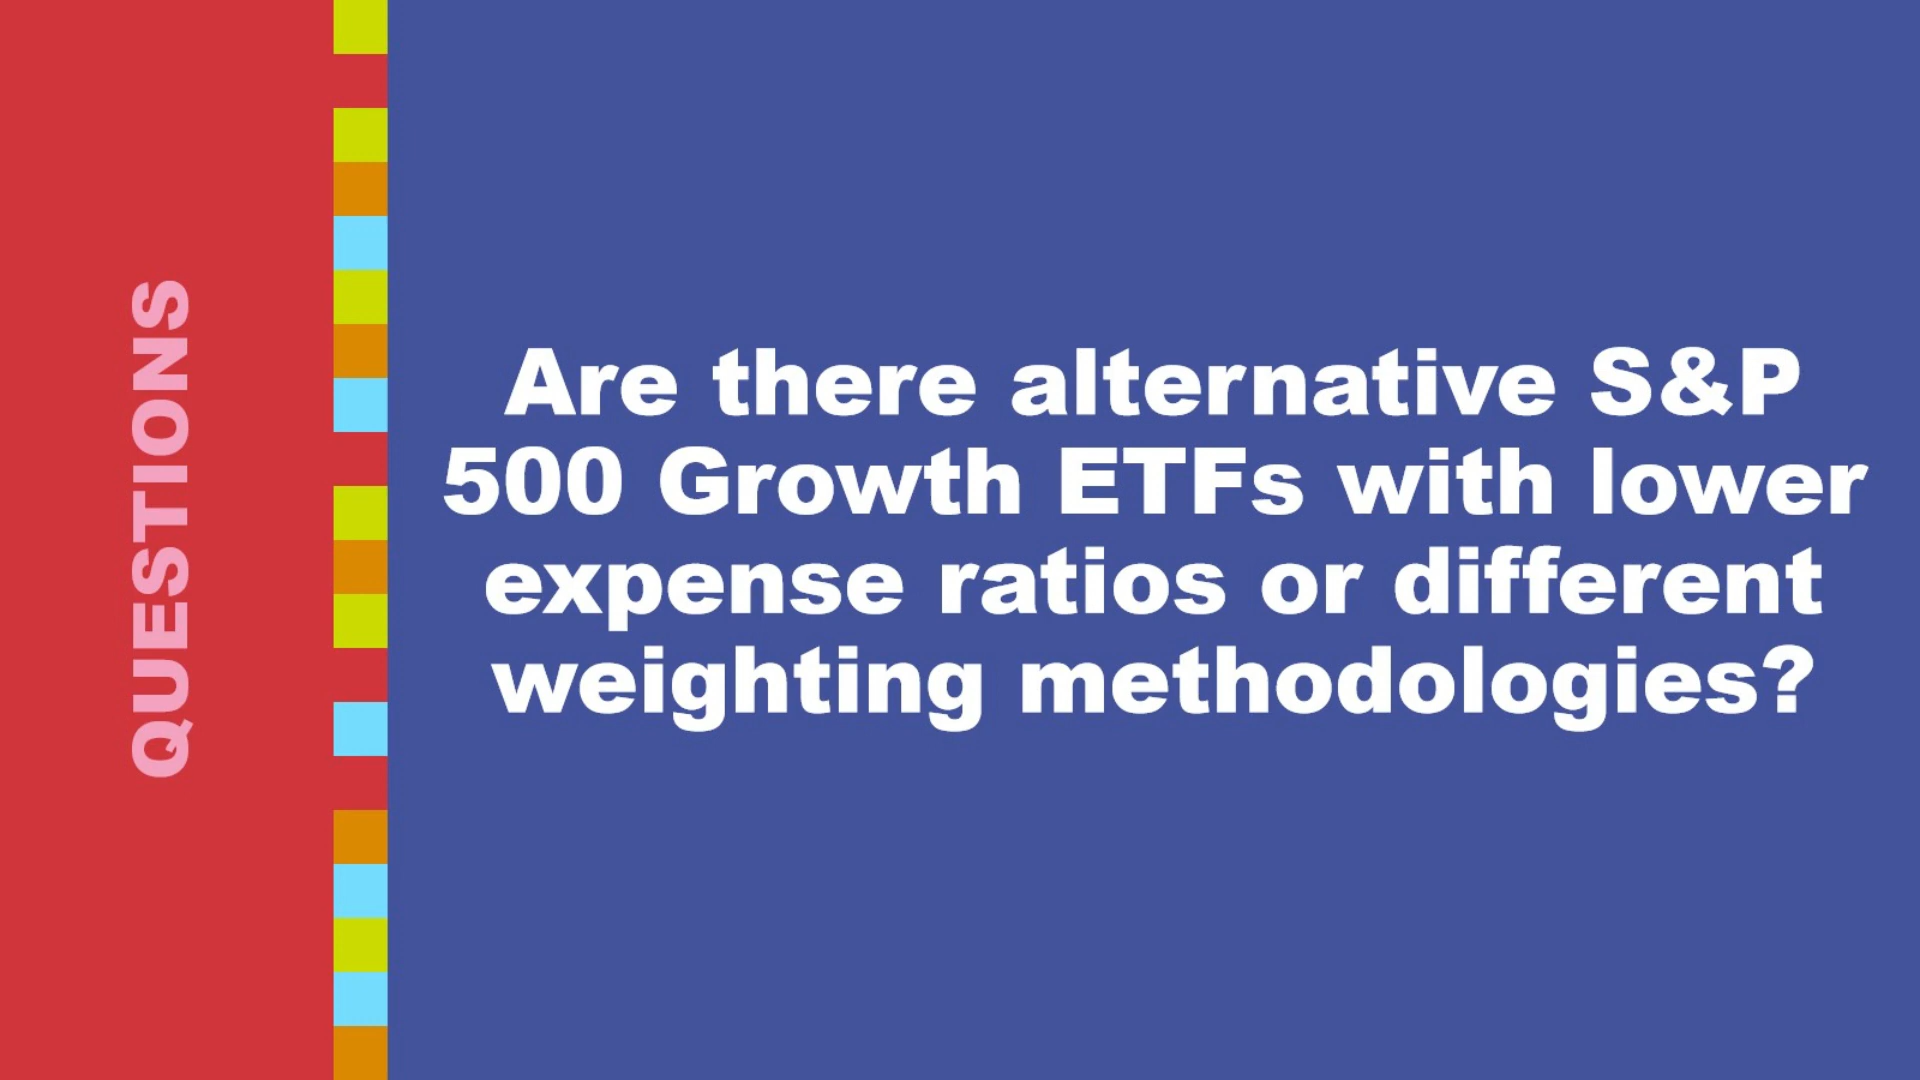 QUESTIONS
Are there alternative S&P
500 Growth ETFs with lower
expense ratios or different
weighting methodologies?